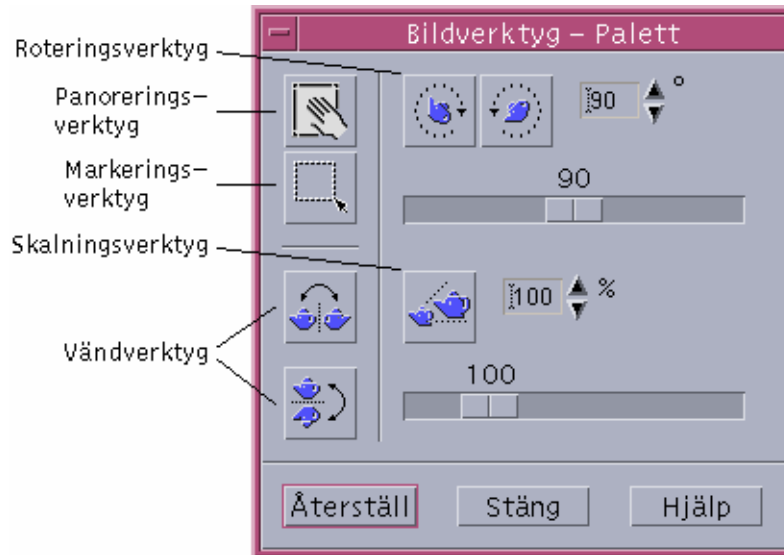 Bildverktyg – Palett
Roteringsverktyg
Panorerings–
verktyg
Markerings–
verktyg
Skalningsverktyg
Vändverktyg
90
°
90
100
%
100
Återställ
Stäng
Hjälp